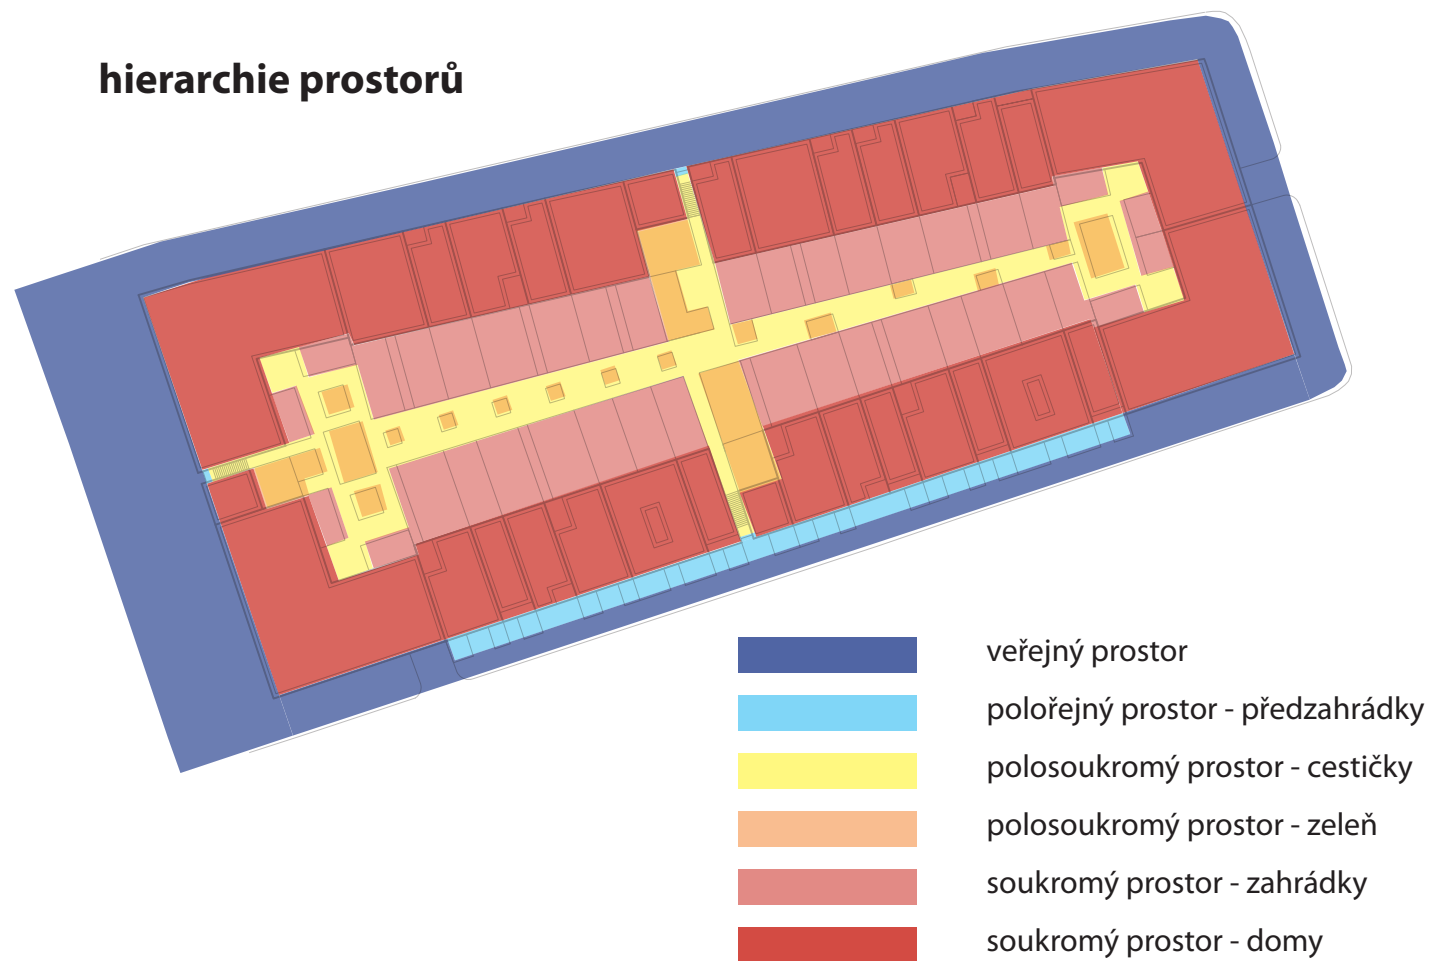 hierarchie prostorů
veřejný prostor
polořejný prostor - předzahrádky
polosoukromý prostor - cestičky
polosoukromý prostor - zeleň
soukromý prostor - zahrádky
soukromý prostor - domy